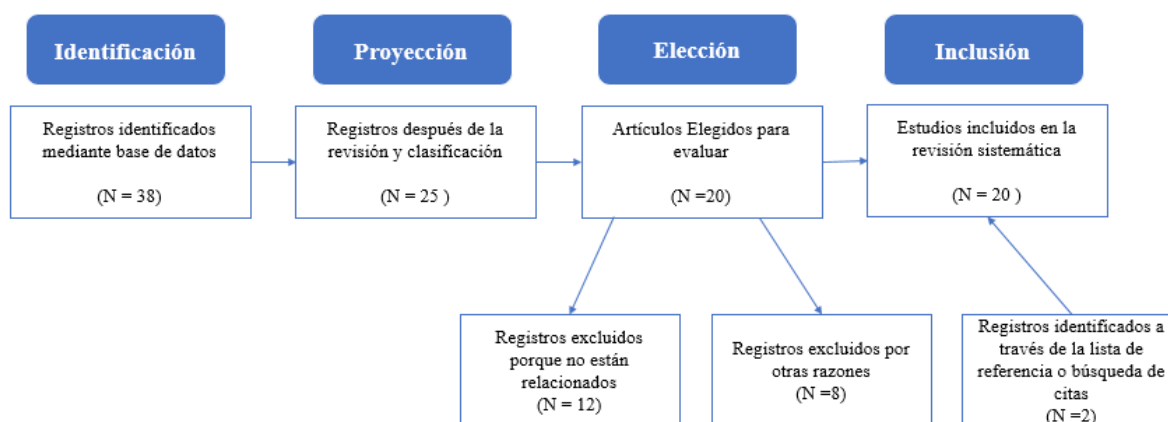 Identificación
Proyección
Elección
Inclusión
Registros identificados
mediante base de datos
(N = 38)
Registros después de la
revisión y clasificación
(N = 25 )
Artículos Elegidos para
evaluar
(N =20)
Estudios incluidos en la
revisión sistemática
(N = 20 )
Registros excluidos
porque no están
relacionados
(N = 12)
Registros excluidos por
otras razones
(N =8)
Registros identificados a
través de la lista de
referencia o búsqueda de
citas
(N =2)